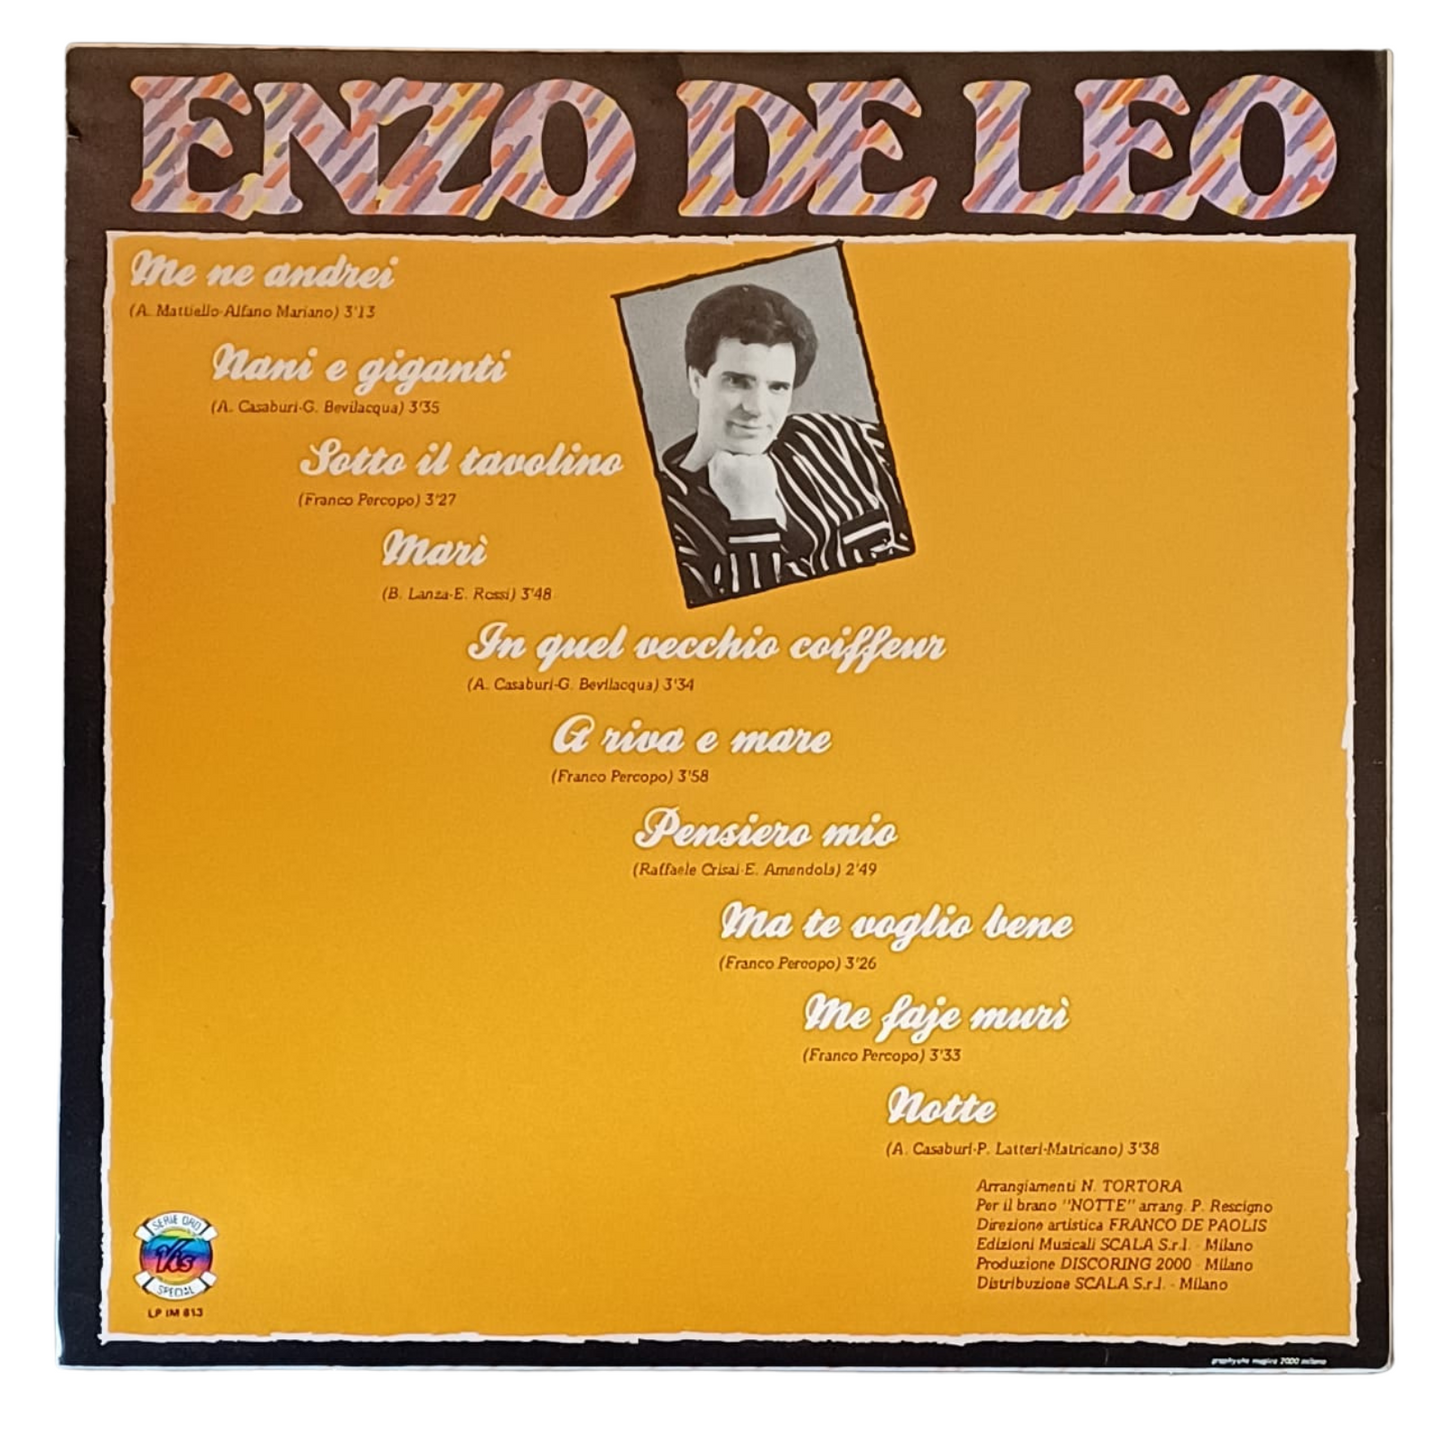 ENZO DE LEO
Me ne andrei
(A. Mattiello-Alfano Mariano) 3'13
Nani e giganti
(A. Casaburi-G. Bevilacqua) 3'35
Sotto il tavolino
(Franco Percopo) 3'27
Marì
(B. Lanza-E. Rossi) 3'48
In quel vecchio coiffeur
(A. Casaburi-G. Bevilacqua) 3'34
A riva e mare
(Franco Percopo) 3'58
Pensiero mio
(Raffaele Crisai-E. Amendola) 2'49
Ma te voglio bene
(Franco Percopo) 3'26
Me faje murì
(Franco Percopo) 3'33
Notte
(A. Casaburi-P. Latteri-Matricano) 3'38
Arrangiamenti N. TORTORA
Per il brano "NOTTE" arrang. P. Rescigno
Direzione artistica FRANCO DE PAOLIS
Edizioni Musicali SCALA S.r.l. - Milano
Produzione DISCORING 2000 - Milano
Distribuzione SCALA S.r.l. - Milano
SERIE ORO
Vis
SPECIAL
LP IM 613
2000 milano